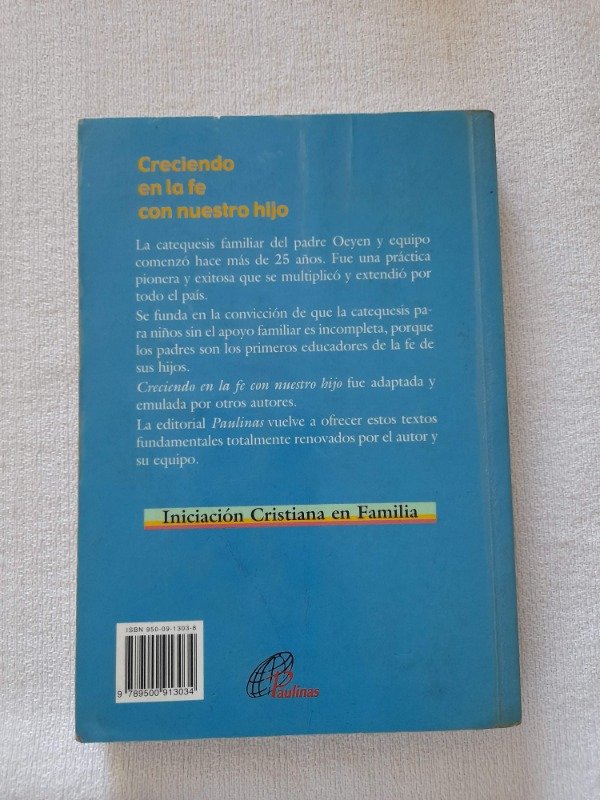 Creciendo
en la fe
con nuestro hijo
La catequesis familiar del padre Oeyen y equipo
comenzó hace más de 25 años. Fue una práctica
pionera y exitosa que se multiplicó y extendió por
todo el país.
Se funda en la convicción de que la catequesis pa-
ra niños sin el apoyo familiar es incompleta, porque
los padres son los primeros educadores de la fe de
sus hijos.
Creciendo en la fe con nuestro hijo fue adaptada y
emulada por otros autores.
La editorial Paulinas vuelve a ofrecer estos textos
fundamentales totalmente renovados por el autor y
su equipo.
Iniciación Cristiana en Familia
ISBN 950-09-1303-6
9 789500 913034
Paulinas